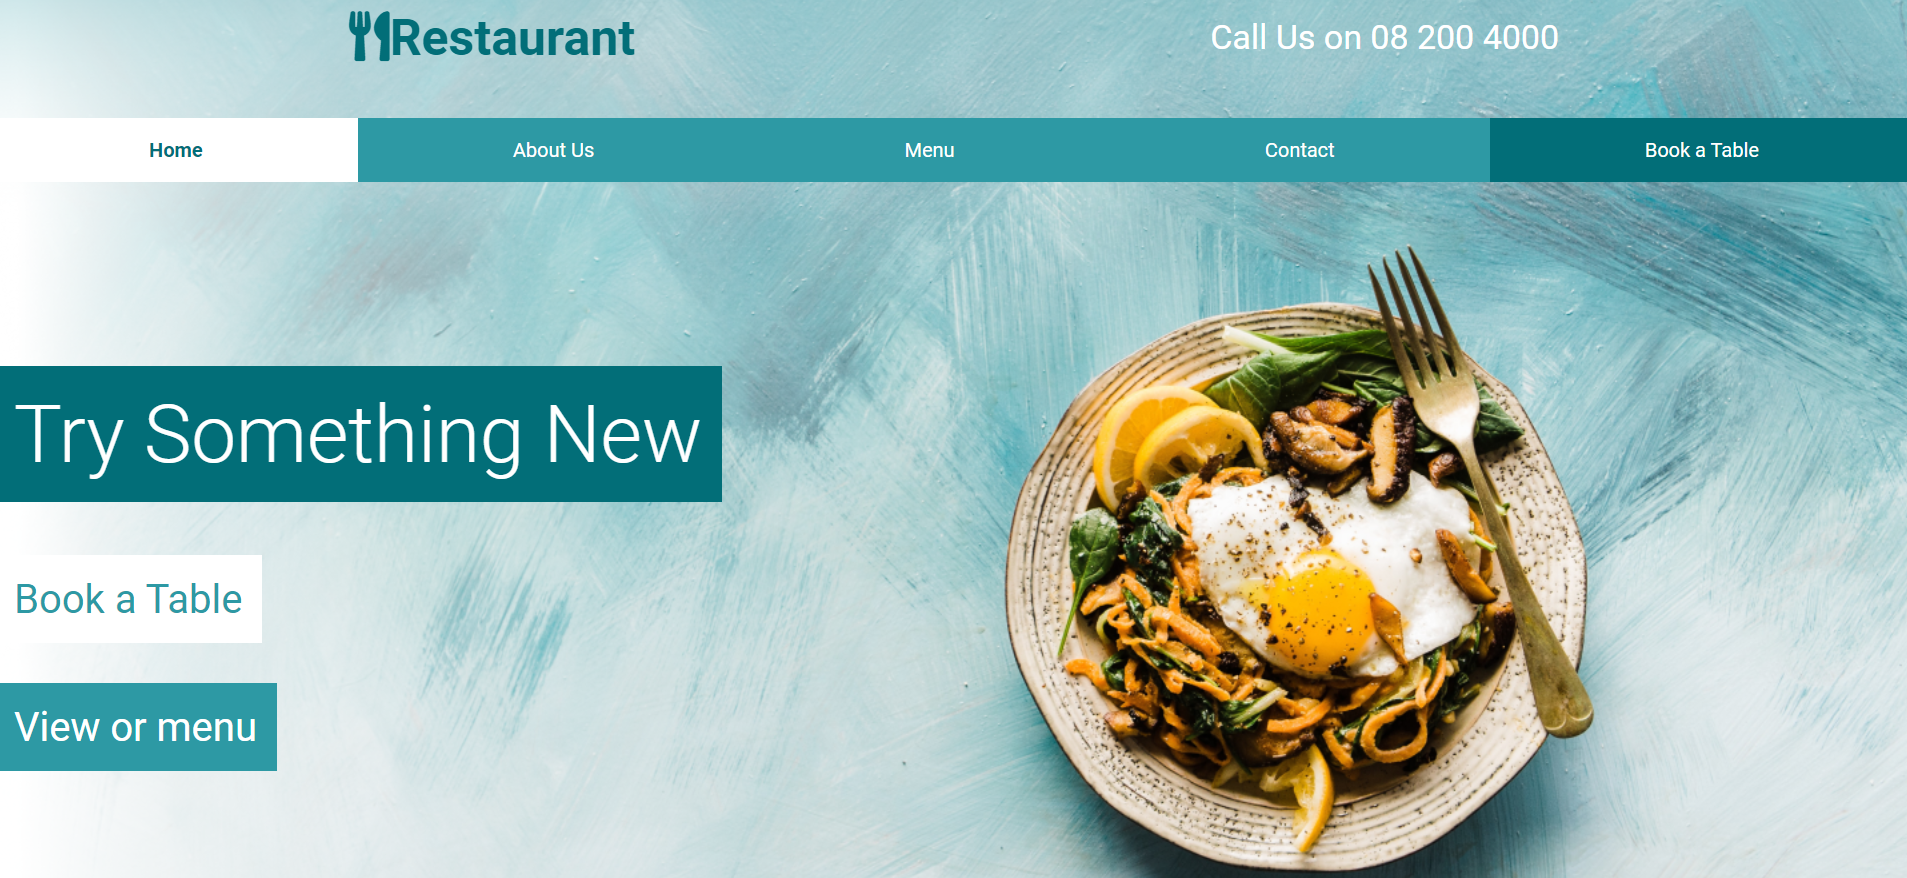 Restaurant
Call Us on 08 200 4000
Home
About Us
Menu
Contact
Book a Table
Try Something New
Book a Table
View or menu